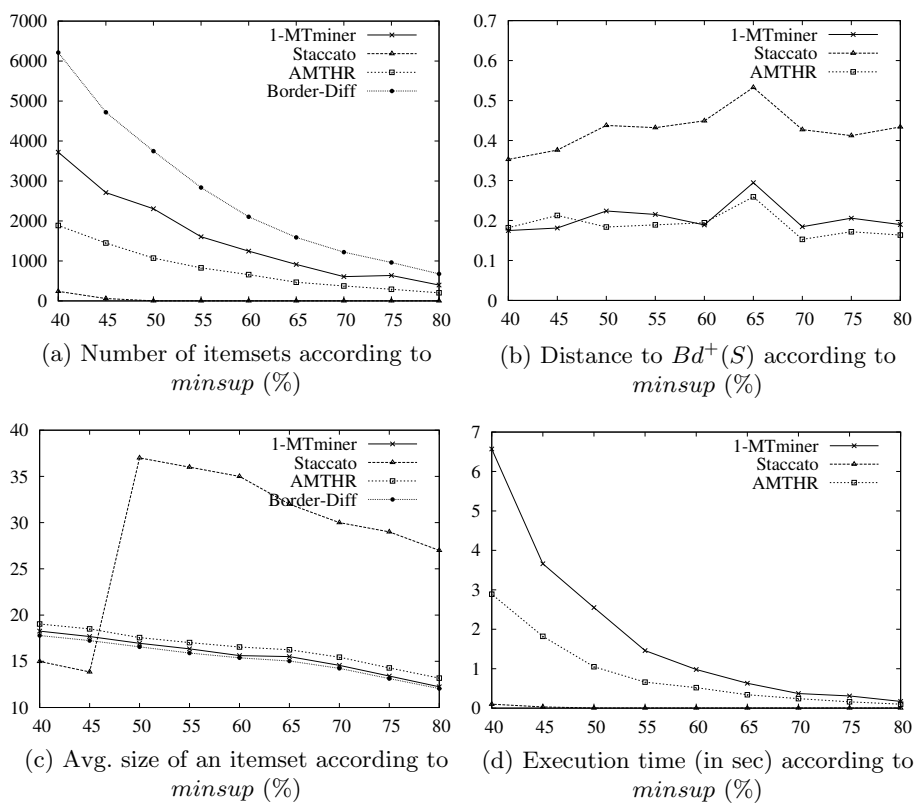 7000
6000
5000
4000
3000
2000
1000
0
40 45 50 55 60 65 70 75 80
1-MTminer
Staccato
AMTHR
Border-Diff
(a) Number of itemsets according to
minsup (%)
0.7
0.6
0.5
0.4
0.3
0.2
0.1
0
40 45 50 55 60 65 70 75 80
1-MTminer
Staccato
AMTHR
(b) Distance to Bd⁺(S) according to
minsup (%)
40
35
30
25
20
15
10
40 45 50 55 60 65 70 75 80
1-MTminer
Staccato
AMTHR
Border-Diff
(c) Avg. size of an itemset according to
minsup (%)
7
6
5
4
3
2
1
0
40 45 50 55 60 65 70 75 80
1-MTminer
Staccato
AMTHR
(d) Execution time (in sec) according to
minsup (%)